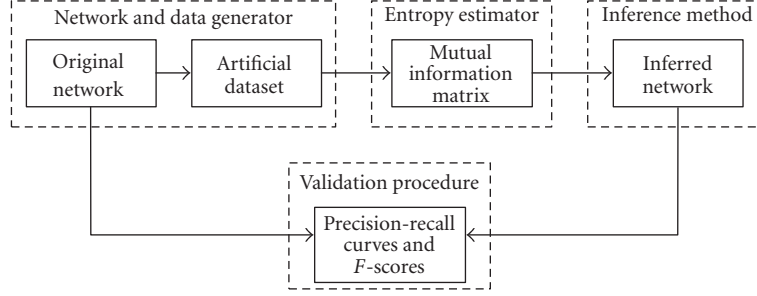 Network and data generator
Original
network
Artificial
dataset
Entropy estimator
Mutual
information
matrix
Inference method
Inferred
network
Validation procedure
Precision-recall
curves and
F-scores